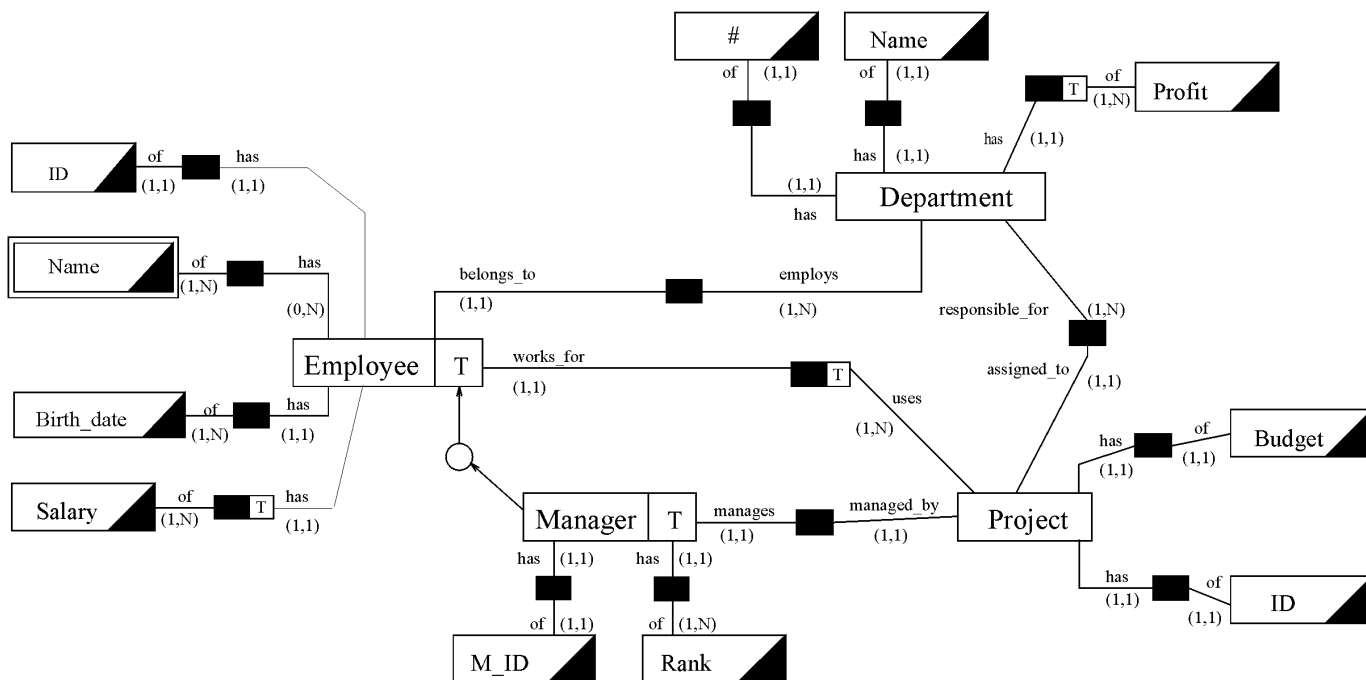 # Name
of (1,1) of (1,1)
of
T Profit
(1,N)
has (1,1)
has (1,1)
ID of has
(1,1) (1,1)
(1,1)
has
Department
Name of has
(1,N)
(0,N)
belongs_to employs
(1,1) (1,N)
responsible_for (1,N)
assigned_to (1,1)
Employee T works_for
(1,1)
T
uses
(1,N)
Birth_date of has
(1,N) (1,1)
has of Budget
(1,1) (1,1)
Salary of T has
(1,N) (1,1)
Manager T manages managed_by Project
(1,1) (1,1)
has (1,1) has (1,1)
has of ID
(1,1) (1,1)
of (1,1) of (1,N)
M_ID Rank